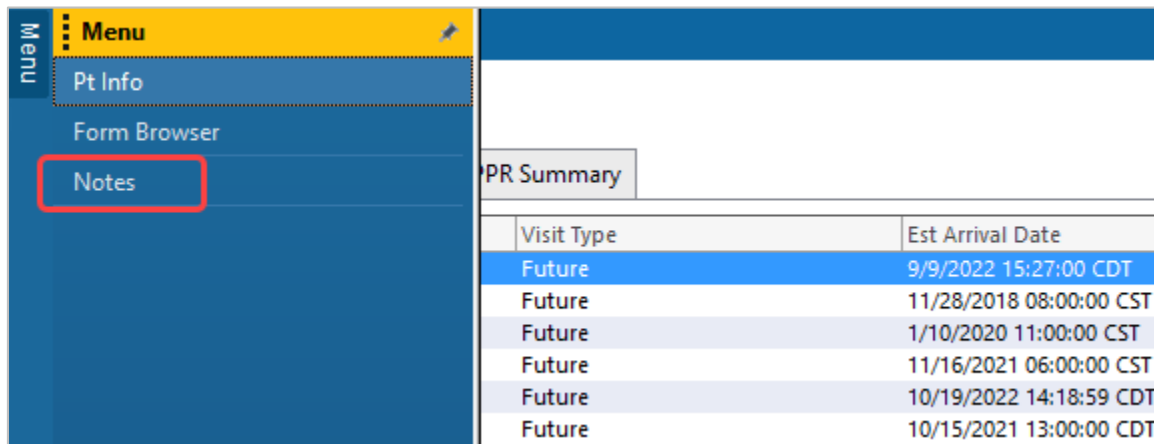 Menu
Menu
Pt Info
Form Browser
Notes
PPR Summary
Visit Type Est Arrival Date
Future 9/9/2022 15:27:00 CDT
Future 11/28/2018 08:00:00 CST
Future 1/10/2020 11:00:00 CST
Future 11/16/2021 06:00:00 CST
Future 10/19/2022 14:18:59 CDT
Future 10/15/2021 13:00:00 CDT